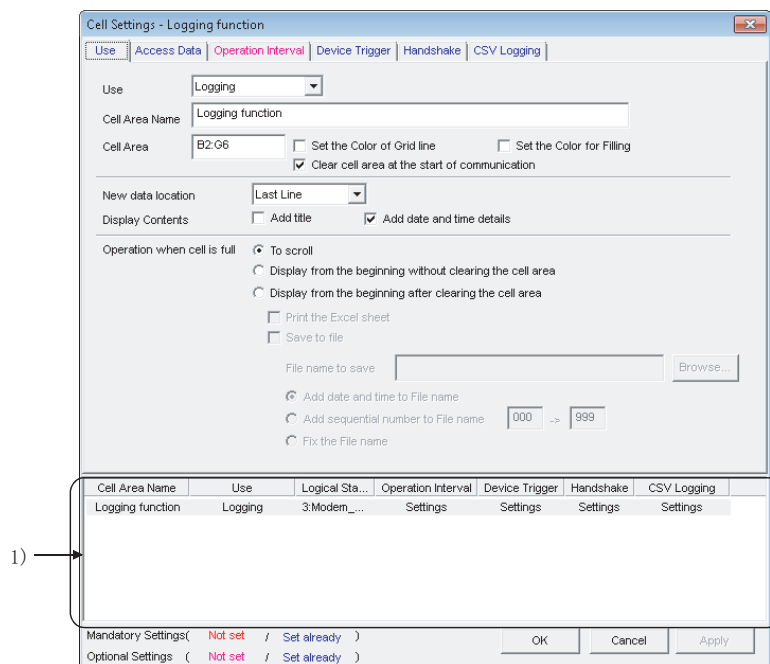 Cell Settings - Logging function
Use Access Data Operation Interval Device Trigger Handshake CSV Logging
Use Logging
Cell Area Name Logging function
Cell Area B2:G6 Set the Color of Grid line Set the Color for Filling
Clear cell area at the start of communication
New data location Last Line
Display Contents Add title Add date and time details
Operation when cell is full To scroll
Display from the beginning without clearing the cell area
Display from the beginning after clearing the cell area
Print the Excel sheet
Save to file
File name to save Browse...
Add date and time to File name
Add sequential number to File name 000 -> 999
Fix the File name
Cell Area Name Use Logical Sta... Operation Interval Device Trigger Handshake CSV Logging
Logging function Logging 3:Modem_... Settings Settings Settings Settings
1)
Mandatory Settings( Not set / Set already )
OK Cancel Apply
Optional Settings ( Not set / Set already )